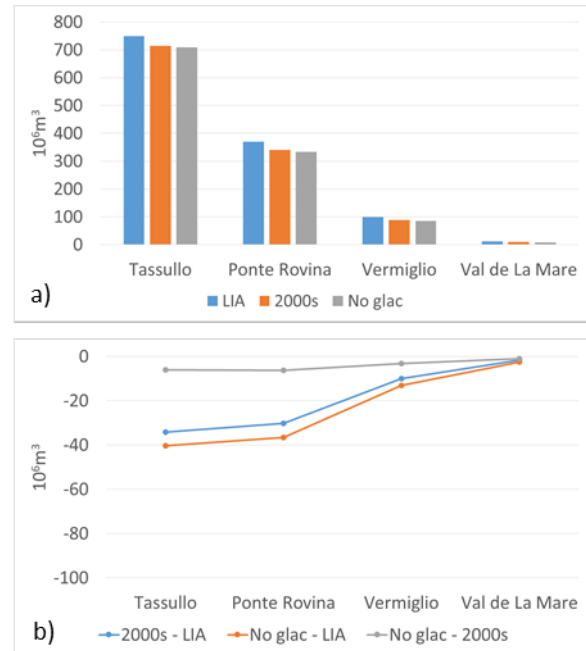 800
700
600
500
400
300
200
100
0
10⁶m³
Tassullo Ponte Rovina Vermiglio Val de La Mare
a)
LIA 2000s No glac
0
-20
-40
-60
-80
-100
10⁶m³
Tassullo Ponte Rovina Vermiglio Val de La Mare
b)
2000s - LIA No glac - LIA No glac - 2000s